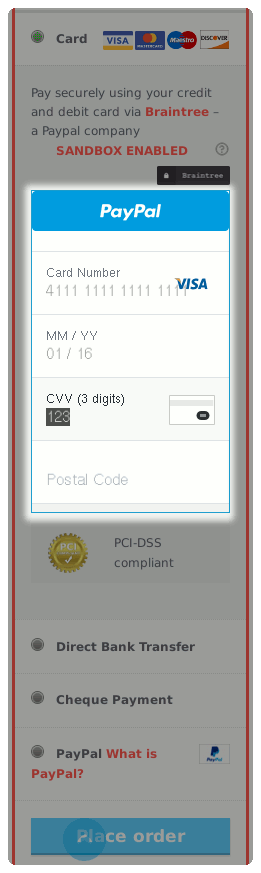 Card VISA MasterCard Maestro DISCOVER
Pay securely using your credit
and debit card via Braintree –
a Paypal company
SANDBOX ENABLED ?
Braintree
PayPal
Card Number
4111 1111 1111 1111 VISA
MM / YY
01 / 16
CVV (3 digits)
123
Postal Code
PCI
PCI-DSS
compliant
Direct Bank Transfer
Cheque Payment
PayPal What is
PayPal?
PayPal
Place order